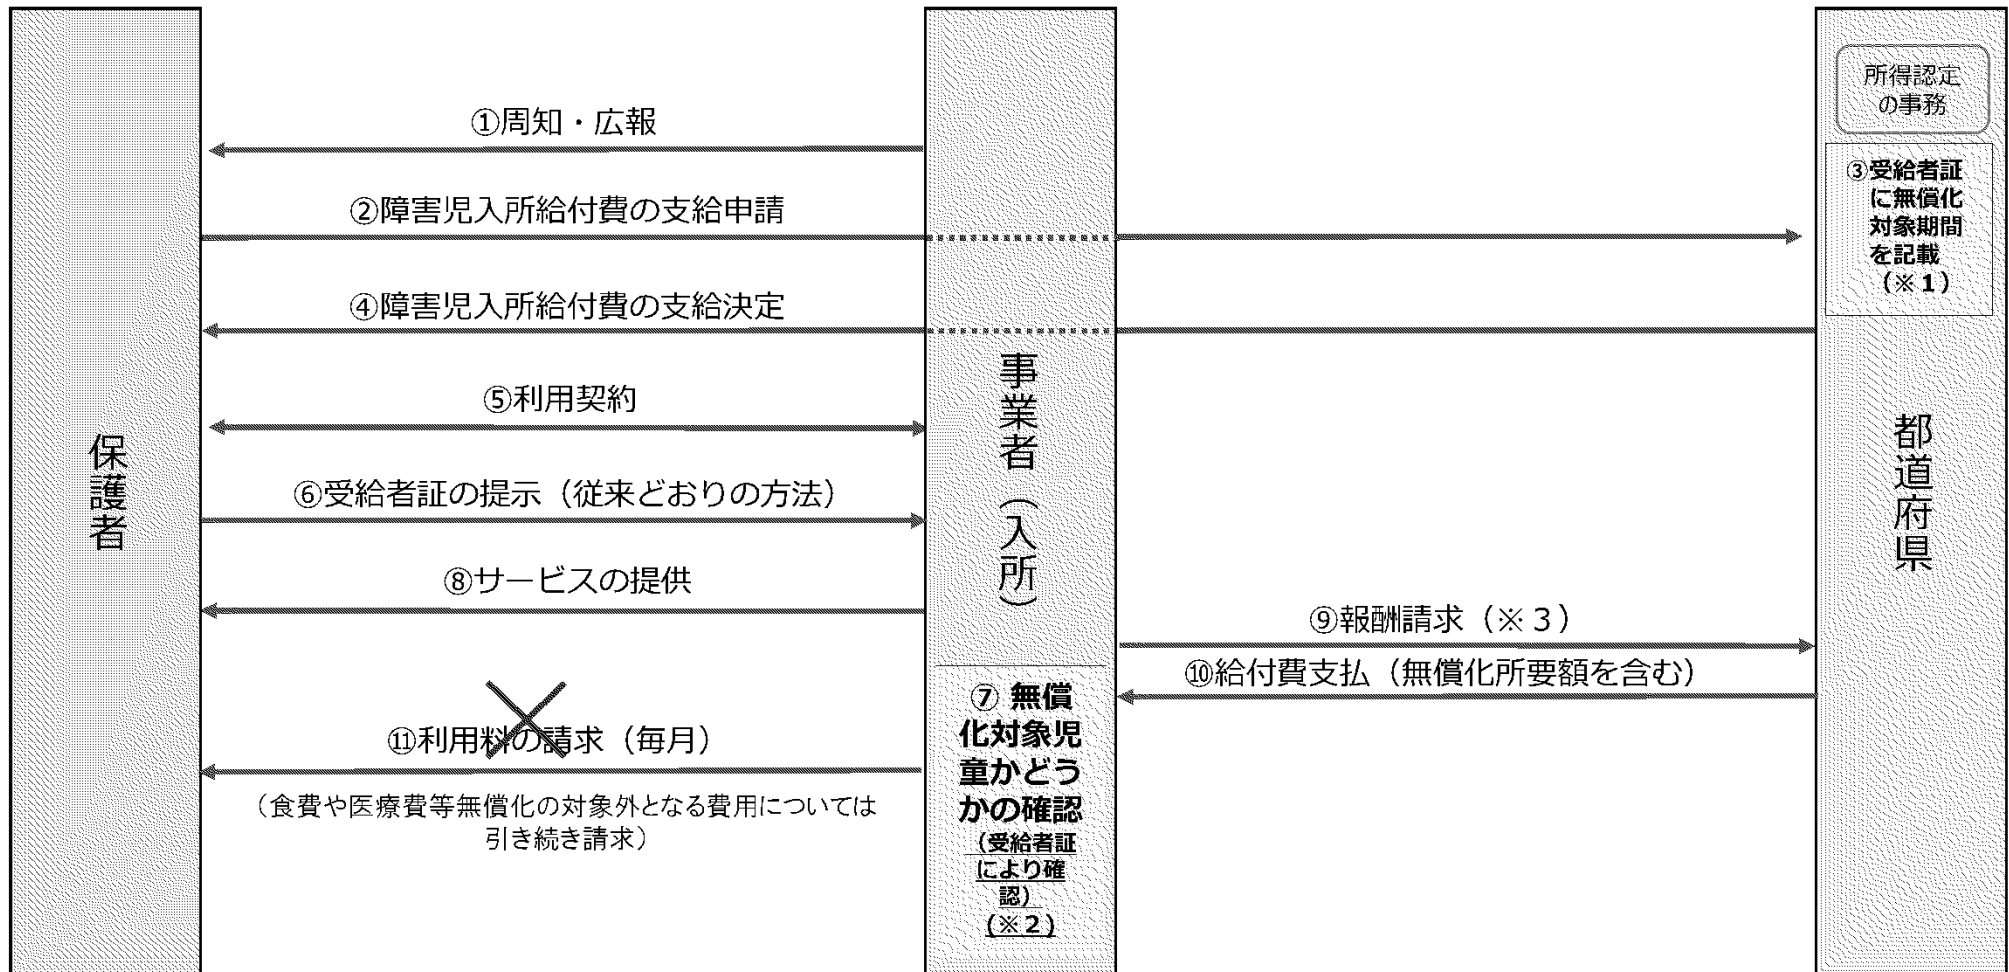 所得認定
の事務
①周知・広報
③受給者証
に無償化
対象期間
を記載
（※１）
②障害児入所給付費の支給申請
④障害児入所給付費の支給決定
⑤利用契約
⑥受給者証の提示（従来どおりの方法）
⑧サービスの提供
保護者
事業者（入所）
都道府県
⑨報酬請求（※３）
⑩給付費支払（無償化所要額を含む）
⑦ 無償
化対象児
童かどう
かの確認
（受給者証
により確
認）
（※２）
⑪利用料の請求（毎月）
（食費や医療費等無償化の対象外となる費用については
引き続き請求）